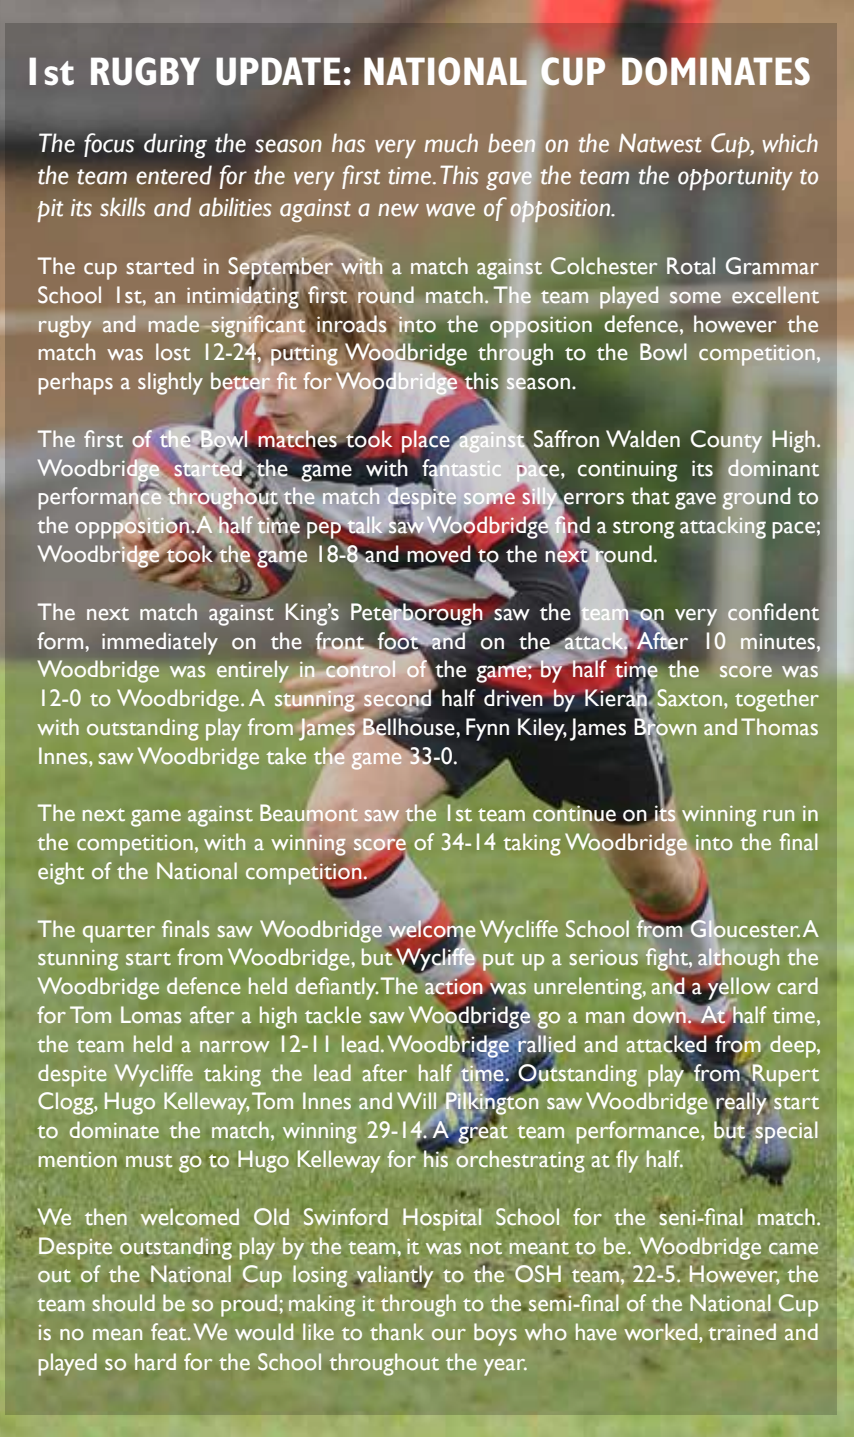 1st RUGBY UPDATE: NATIONAL CUP DOMINATES
The focus during the season has very much been on the Natwest Cup, which
the team entered for the very first time. This gave the team the opportunity to
pit its skills and abilities against a new wave of opposition.
The cup started in September with a match against Colchester Rotal Grammar
School 1st, an intimidating first round match. The team played some excellent
rugby and made significant inroads into the opposition defence, however the
match was lost 12-24, putting Woodbridge through to the Bowl competition,
perhaps a slightly better fit for Woodbridge this season.
The first of the Bowl matches took place against Saffron Walden County High.
Woodbridge started the game with fantastic pace, continuing its dominant
performance throughout the match despite some silly errors that gave ground to
the oppposition. A half time pep talk saw Woodbridge find a strong attacking pace;
Woodbridge took the game 18-8 and moved to the next round.
The next match against King's Peterborough saw the team on very confident
form, immediately on the front foot and on the attack. After 10 minutes,
Woodbridge was entirely in control of the game; by half time the score was
12-0 to Woodbridge. A stunning second half driven by Kieran Saxton, together
with outstanding play from James Bellhouse, Fynn Kiley, James Brown and Thomas
Innes, saw Woodbridge take the game 33-0.
The next game against Beaumont saw the 1st team continue on its winning run in
the competition, with a winning score of 34-14 taking Woodbridge into the final
eight of the National competition.
The quarter finals saw Woodbridge welcome Wycliffe School from Gloucester. A
stunning start from Woodbridge, but Wycliffe put up a serious fight, although the
Woodbridge defence held defiantly. The action was unrelenting, and a yellow card
for Tom Lomas after a high tackle saw Woodbridge go a man down. At half time,
the team held a narrow 12-11 lead. Woodbridge rallied and attacked from deep,
despite Wycliffe taking the lead after half time. Outstanding play from Rupert
Clogg, Hugo Kelleway, Tom Innes and Will Pilkington saw Woodbridge really start
to dominate the match, winning 29-14. A great team performance, but special
mention must go to Hugo Kelleway for his orchestrating at fly half.
We then welcomed Old Swinford Hospital School for the seni-final match.
Despite outstanding play by the team, it was not meant to be. Woodbridge came
out of the National Cup losing valiantly to the OSH team, 22-5. However, the
team should be so proud; making it through to the semi-final of the National Cup
is no mean feat. We would like to thank our boys who have worked, trained and
played so hard for the School throughout the year.